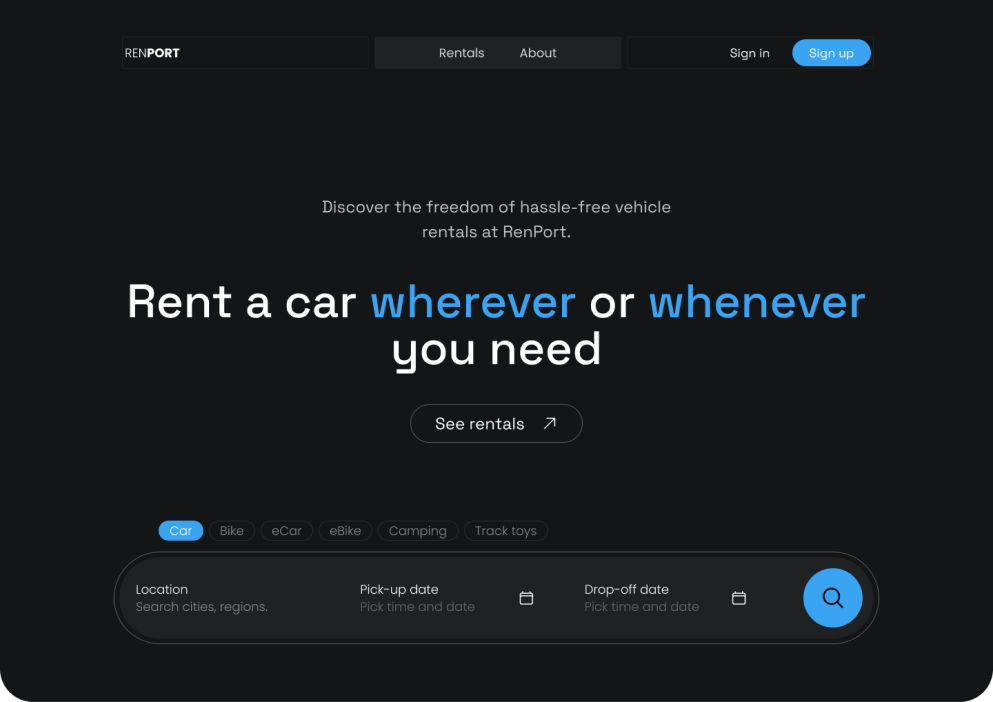 RENPORT
Rentals
About
Sign in
Sign up
Discover the freedom of hassle-free vehicle
rentals at RenPort.
Rent a car wherever or whenever
you need
See rentals
Car
Bike
eCar
eBike
Camping
Track toys
Location
Search cities, regions.
Pick-up date
Pick time and date
Drop-off date
Pick time and date